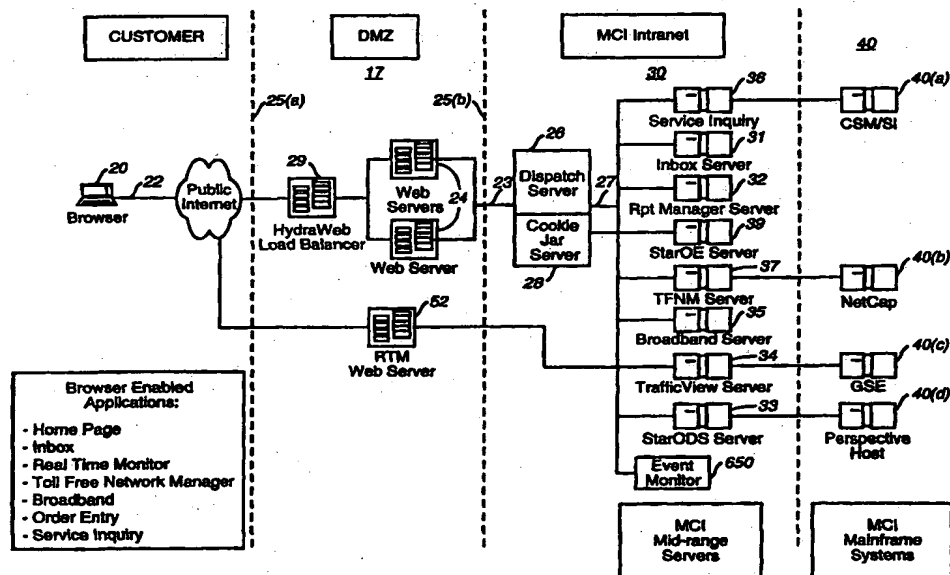 CUSTOMER
DMZ
MCI Intranet
40
17
30
25(a)
25(b)
38
40(a)
Service Inquiry
CSM/SI
20
22
Public
Internet
29
26
31
Inbox Server
Browser
HydraWeb
Load Balancer
Web
Servers
24
Web Server
23
Dispatch
Server
27
Cookie
Jar
Server
28
32
Rpt Manager Server
39
StarOE Server
37
40(b)
TFNM Server
NetCap
35
Broadband Server
52
RTM
Web Server
34
40(c)
TrafficView Server
GSE
33
40(d)
StarODS Server
Perspective
Host
Event
Monitor
650
Browser Enabled
Applications:
- Home Page
- Inbox
- Real Time Monitor
- Toll Free Network Manager
- Broadband
- Order Entry
- Service Inquiry
MCI
Mid-range
Servers
MCI
Mainframe
Systems